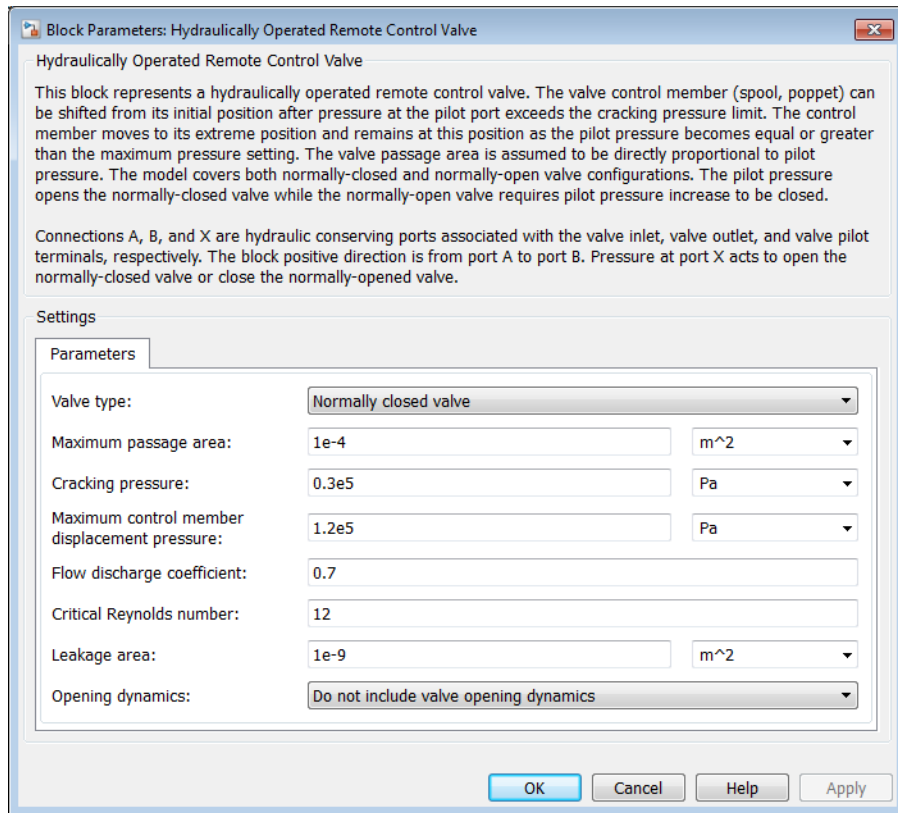 Block Parameters: Hydraulically Operated Remote Control Valve
Hydraulically Operated Remote Control Valve
This block represents a hydraulically operated remote control valve. The valve control member (spool, poppet) can
be shifted from its initial position after pressure at the pilot port exceeds the cracking pressure limit. The control
member moves to its extreme position and remains at this position as the pilot pressure becomes equal or greater
than the maximum pressure setting. The valve passage area is assumed to be directly proportional to pilot
pressure. The model covers both normally-closed and normally-open valve configurations. The pilot pressure
opens the normally-closed valve while the normally-open valve requires pilot pressure increase to be closed.
Connections A, B, and X are hydraulic conserving ports associated with the valve inlet, valve outlet, and valve pilot
terminals, respectively. The block positive direction is from port A to port B. Pressure at port X acts to open the
normally-closed valve or close the normally-opened valve.
Settings
Parameters
Valve type: Normally closed valve
Maximum passage area: 1e-4 m^2
Cracking pressure: 0.3e5 Pa
Maximum control member
displacement pressure: 1.2e5 Pa
Flow discharge coefficient: 0.7
Critical Reynolds number: 12
Leakage area: 1e-9 m^2
Opening dynamics: Do not include valve opening dynamics
OK Cancel Help Apply